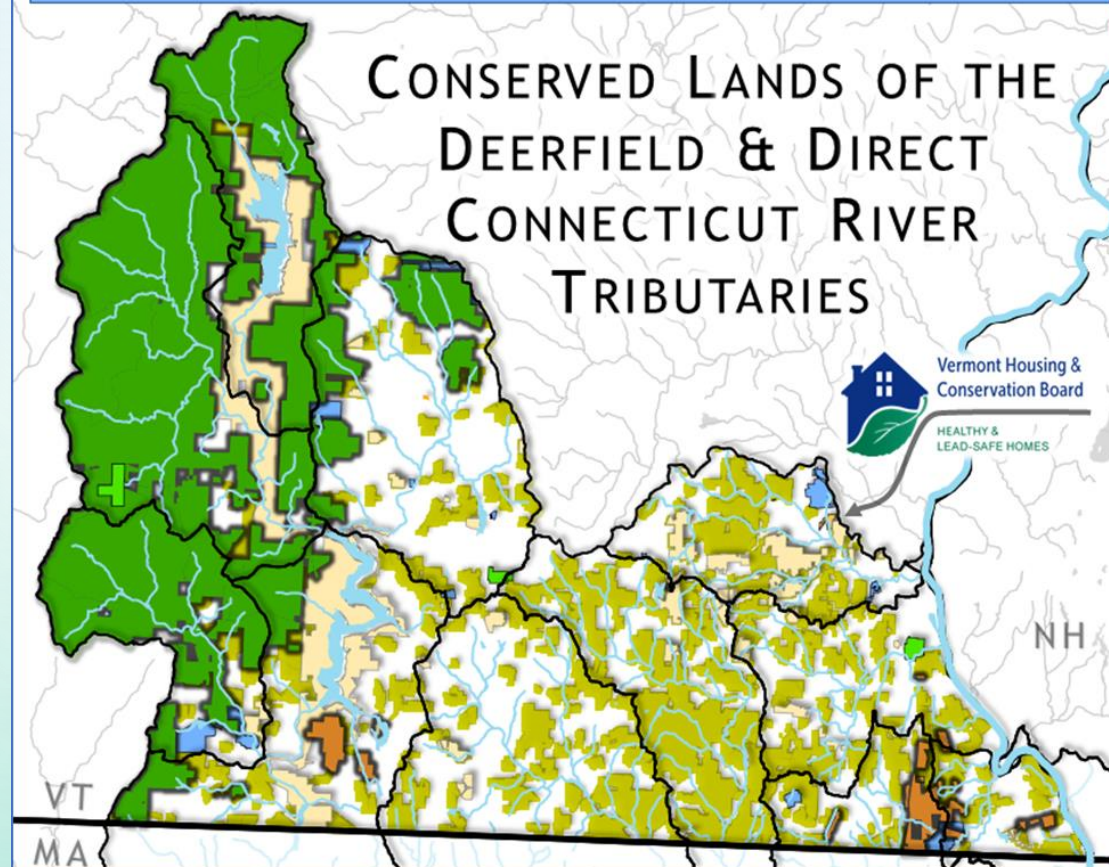 CONSERVED LANDS OF THE
DEERFIELD & DIRECT
CONNECTICUT RIVER
TRIBUTARIES
Vermont Housing &
Conservation Board
HEALTHY &
LEAD-SAFE HOMES
NH
VT
MA